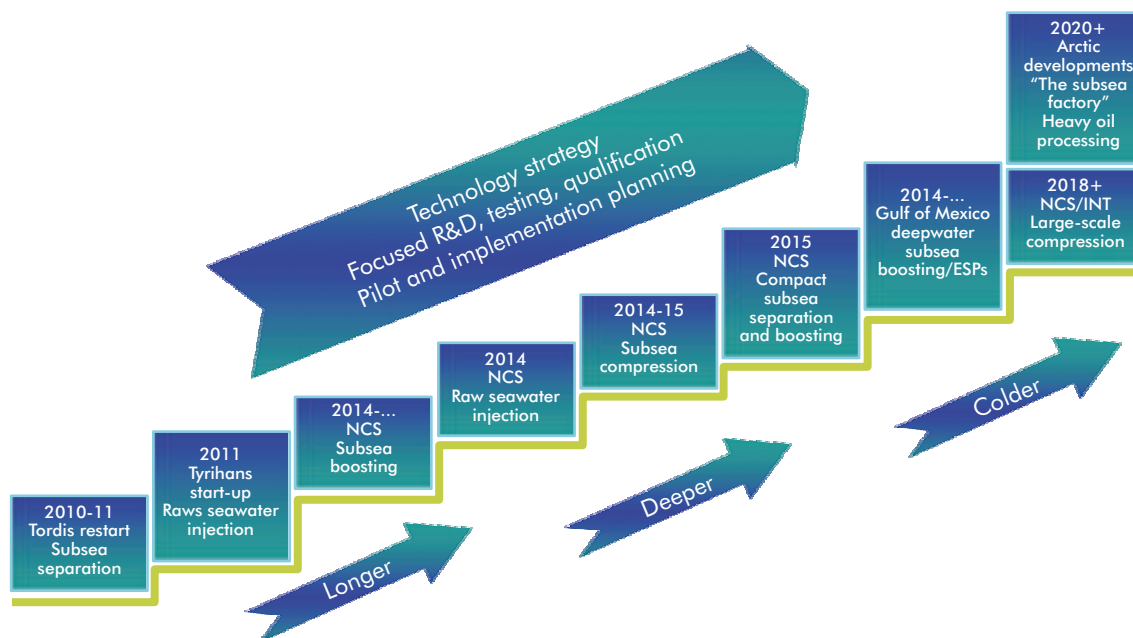 Technology strategy
Focused R&D, testing, qualification
Pilot and implementation planning
2010-11
Tordis restart
Subsea
separation
2011
Tyrihans
start-up
Raws seawater
injection
2014-...
NCS
Subsea
boosting
2014
NCS
Raw seawater
injection
2014-15
NCS
Subsea
compression
2015
NCS
Compact
subsea
separation
and boosting
2014-...
Gulf of Mexico
deepwater
subsea
boosting/ESPs
2020+
Arctic
developments
“The subsea
factory”
Heavy oil
processing
2018+
NCS/INT
Large-scale
compression
Longer
Deeper
Colder